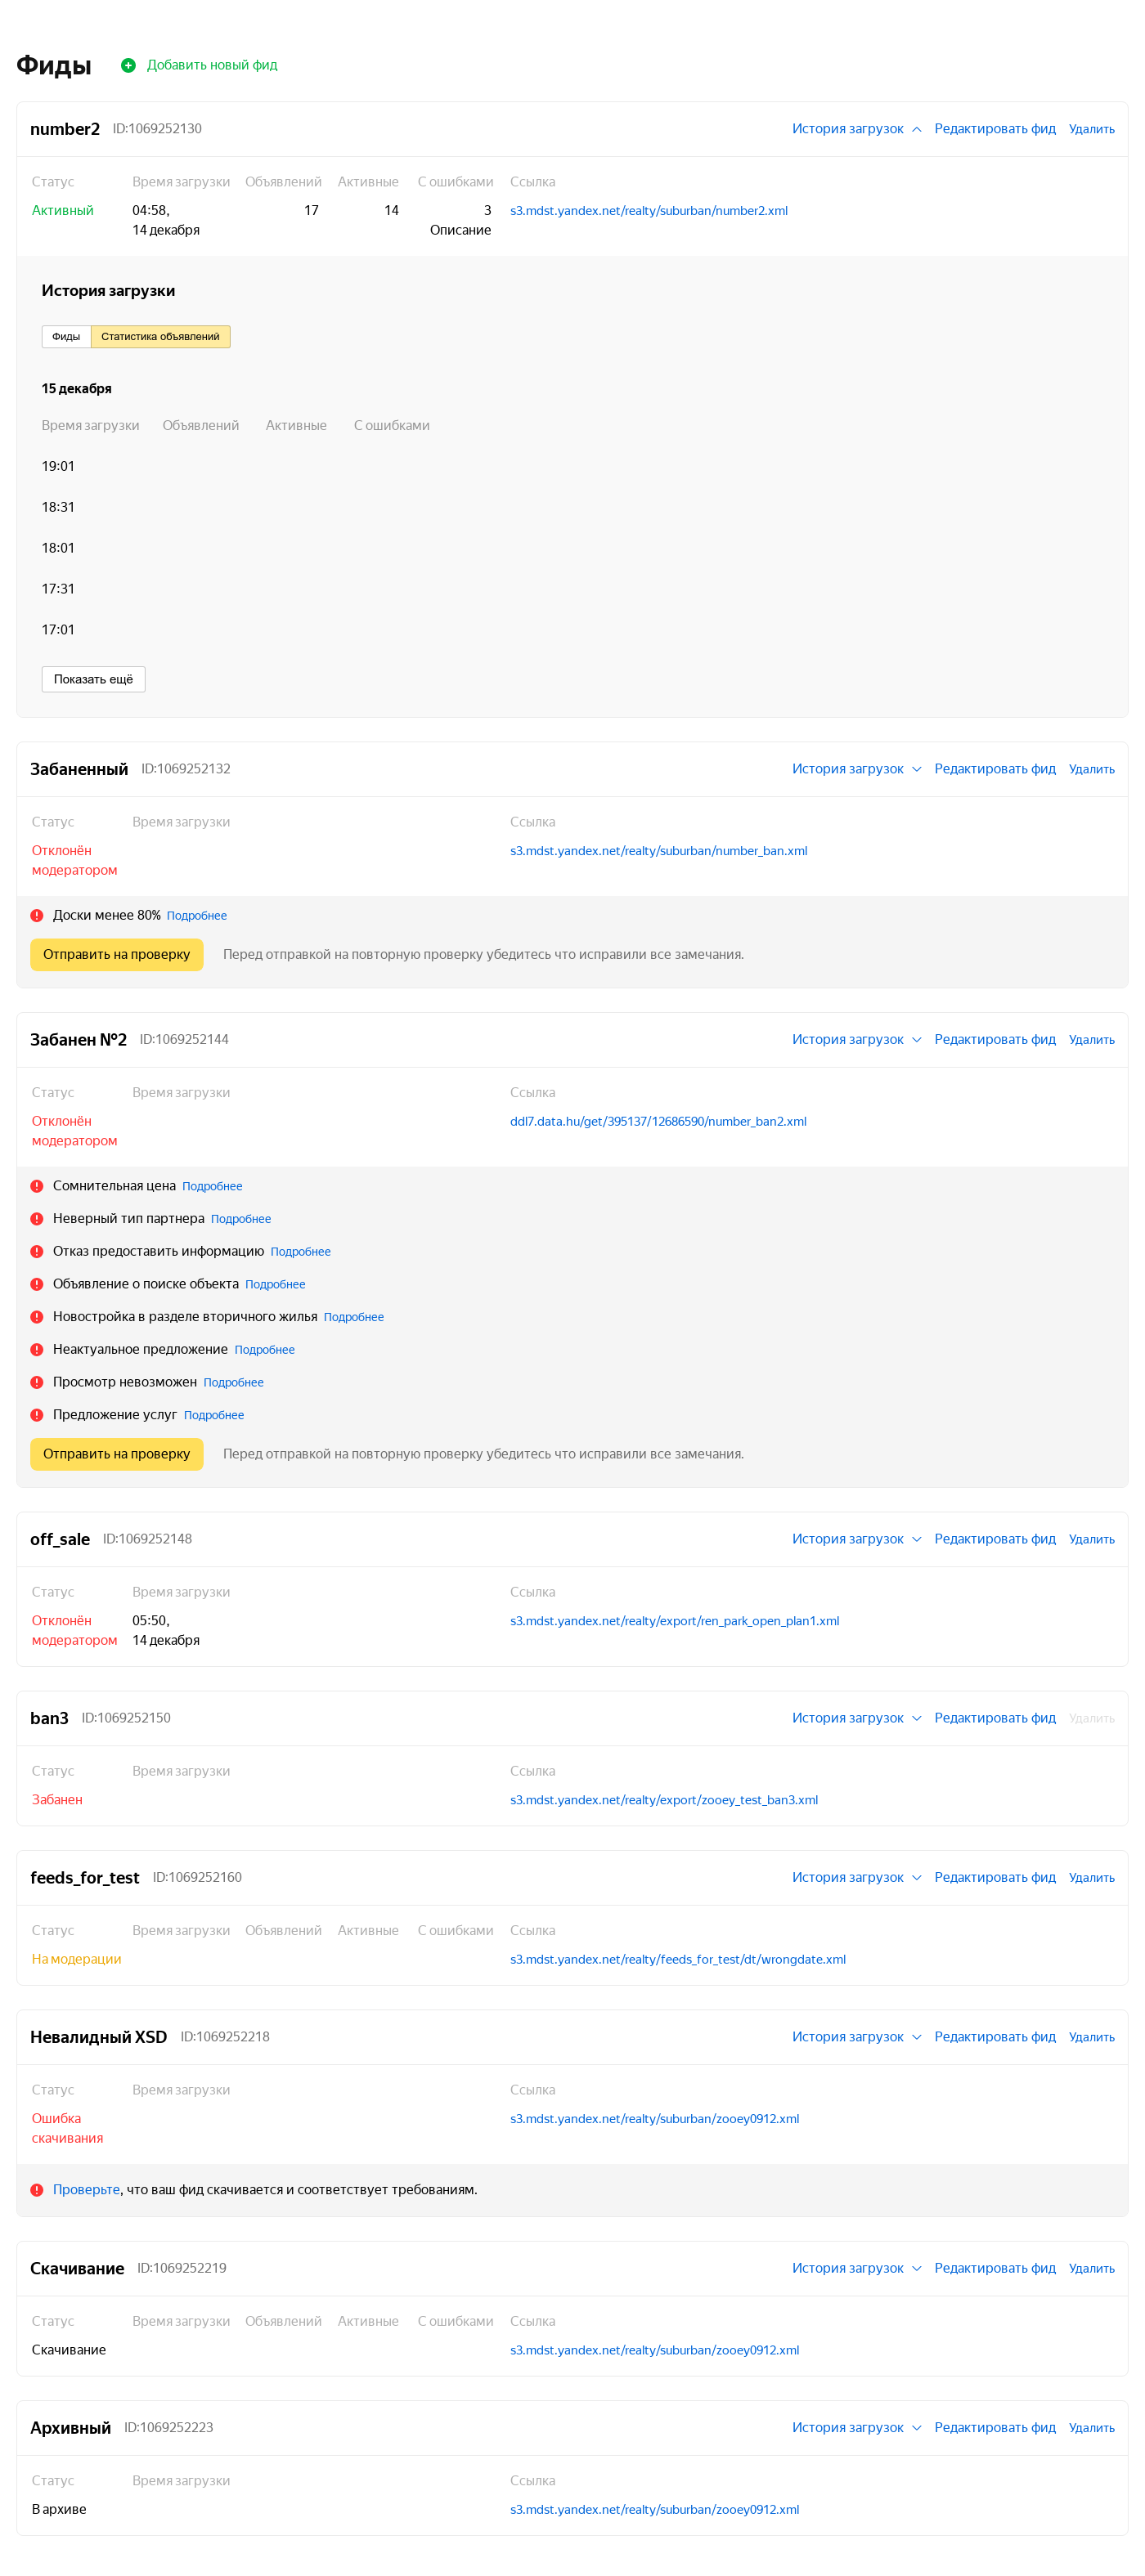 Фиды Добавить новый фид
number2 ID:1069252130 История загрузок Редактировать фид Удалить
Статус Время загрузки Объявлений Активные С ошибками Ссылка
Активный 04:58, 17 14 3 s3.mdst.yandex.net/realty/suburban/number2.xml
14 декабря Описание
История загрузки
Фиды Статистика объявлений
15 декабря
Время загрузки Объявлений Активные С ошибками
19:01
18:31
18:01
17:31
17:01
Показать ещё
Забаненный ID:1069252132 История загрузок Редактировать фид Удалить
Статус Время загрузки Ссылка
Отклонён s3.mdst.yandex.net/realty/suburban/number_ban.xml
модератором
Доски менее 80% Подробнее
Отправить на проверку Перед отправкой на повторную проверку убедитесь что исправили все замечания.
Забанен №2 ID:1069252144 История загрузок Редактировать фид Удалить
Статус Время загрузки Ссылка
Отклонён ddl7.data.hu/get/395137/12686590/number_ban2.xml
модератором
Сомнительная цена Подробнее
Неверный тип партнера Подробнее
Отказ предоставить информацию Подробнее
Объявление о поиске объекта Подробнее
Новостройка в разделе вторичного жилья Подробнее
Неактуальное предложение Подробнее
Просмотр невозможен Подробнее
Предложение услуг Подробнее
Отправить на проверку Перед отправкой на повторную проверку убедитесь что исправили все замечания.
off_sale ID:1069252148 История загрузок Редактировать фид Удалить
Статус Время загрузки Ссылка
Отклонён 05:50, s3.mdst.yandex.net/realty/export/ren_park_open_plan1.xml
модератором 14 декабря
ban3 ID:1069252150 История загрузок Редактировать фид Удалить
Статус Время загрузки Ссылка
Забанен s3.mdst.yandex.net/realty/export/zooey_test_ban3.xml
feeds_for_test ID:1069252160 История загрузок Редактировать фид Удалить
Статус Время загрузки Объявлений Активные С ошибками Ссылка
На модерации s3.mdst.yandex.net/realty/feeds_for_test/dt/wrongdate.xml
Невалидный XSD ID:1069252218 История загрузок Редактировать фид Удалить
Статус Время загрузки Ссылка
Ошибка s3.mdst.yandex.net/realty/suburban/zooey0912.xml
скачивания
Проверьте, что ваш фид скачивается и соответствует требованиям.
Скачивание ID:1069252219 История загрузок Редактировать фид Удалить
Статус Время загрузки Объявлений Активные С ошибками Ссылка
Скачивание s3.mdst.yandex.net/realty/suburban/zooey0912.xml
Архивный ID:1069252223 История загрузок Редактировать фид Удалить
Статус Время загрузки Ссылка
В архиве s3.mdst.yandex.net/realty/suburban/zooey0912.xml